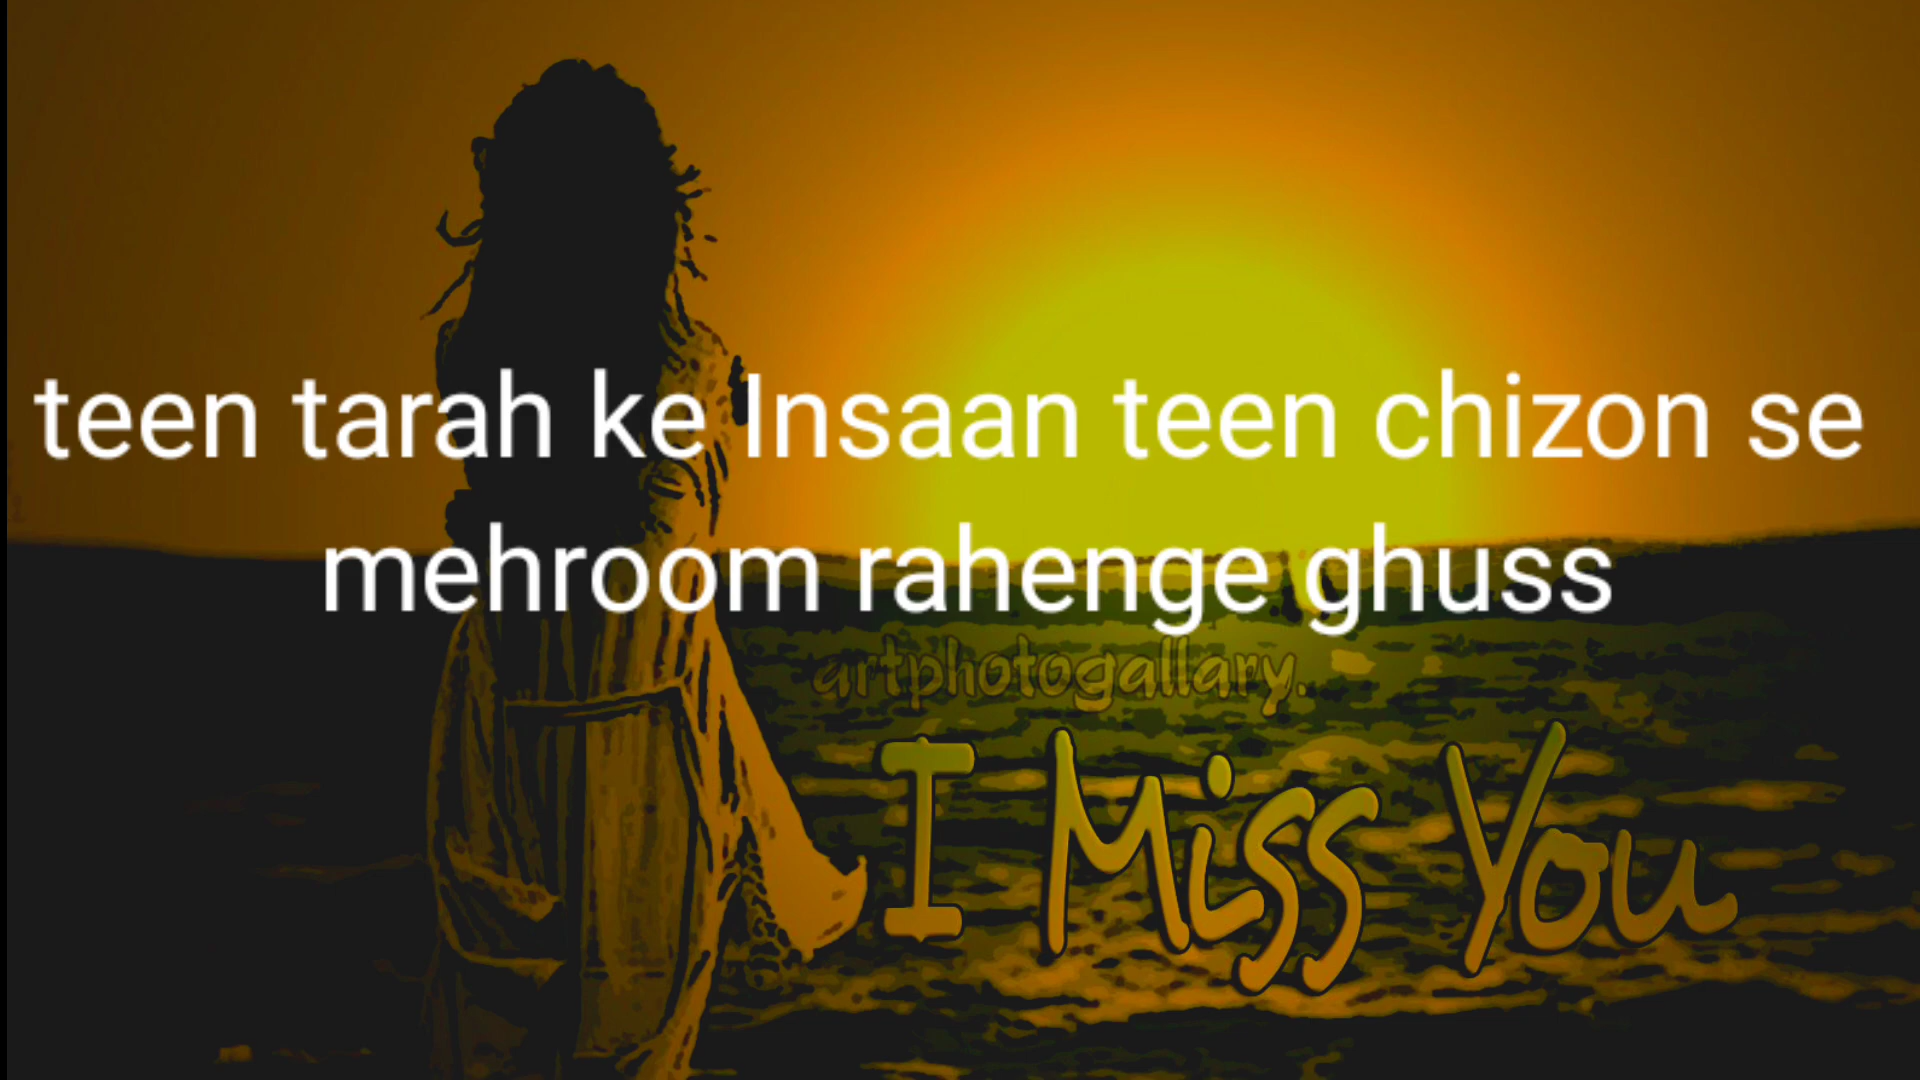 teen tarah ke Insaan teen chizon se
mehroom rahenge ghuss
artphotogallary.
I Miss You